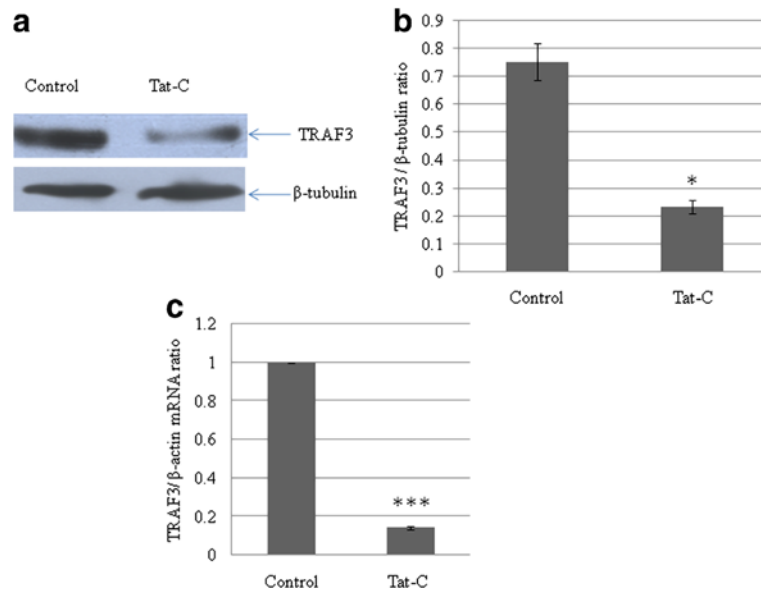 a
Control Tat-C
TRAF3
β-tubulin
b
TRAF3/ β-tubulin ratio
0.9
0.8
0.7
0.6
0.5
0.4
0.3
0.2
0.1
0
*
Control Tat-C
c
TRAF3/ β-actin mRNA ratio
1.2
1
0.8
0.6
0.4
0.2
0
***
Control Tat-C